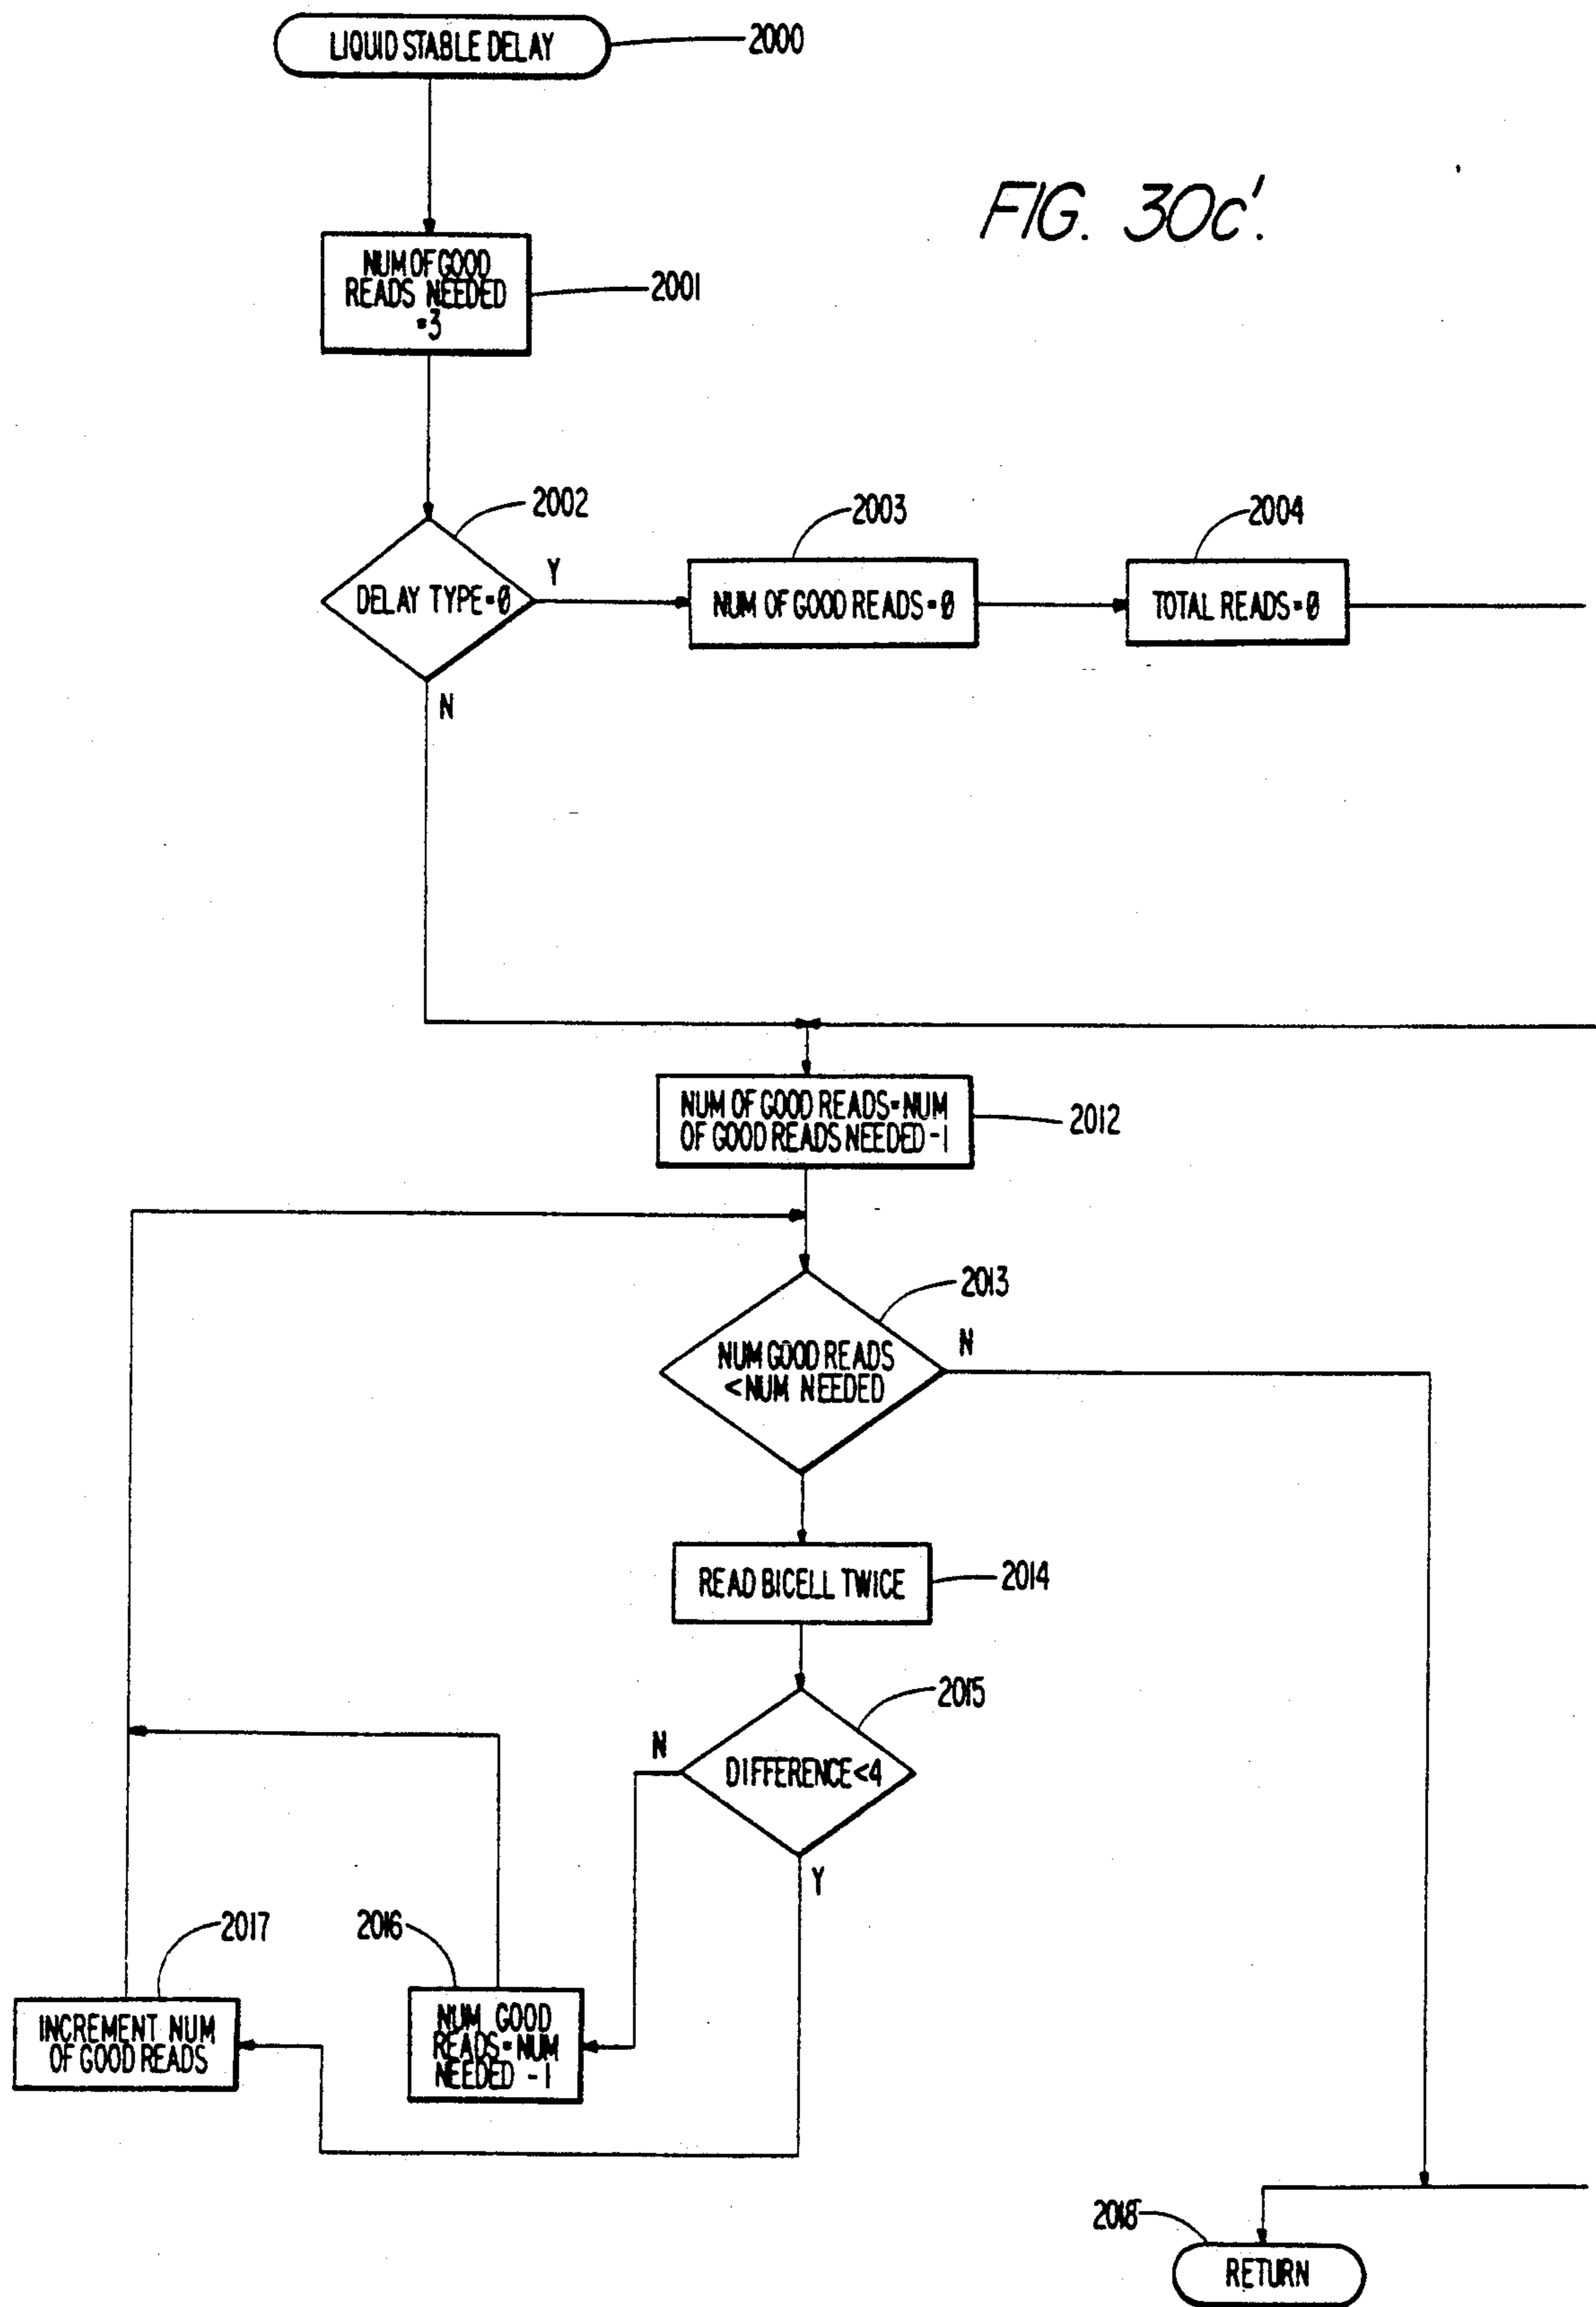 LIQUID STABLE DELAY
2000
FIG. 30c'.
NUM OF GOOD
READS NEEDED
=3
2001
2002
DELAY TYPE=0
Y
N
2003
NUM OF GOOD READS=0
2004
TOTAL READS=0
NUM OF GOOD READS=NUM
OF GOOD READS NEEDED -1
2012
2013
NUM GOOD READS
<NUM NEEDED
N
READ BICELL TWICE
2014
2015
DIFFERENCE<4
N
Y
2017
INCREMENT NUM
OF GOOD READS
2016
NUM GOOD
READS=NUM
NEEDED -1
2018
RETURN